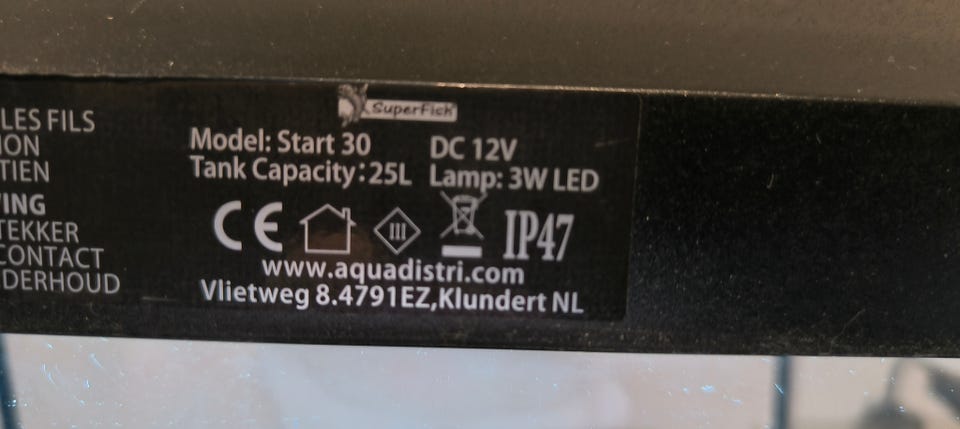 LES FILS
ION
TIEN
VING
TEKKER
CONTACT
DERHOUD
SuperFish
Model: Start 30 DC 12V
Tank Capacity:25L Lamp: 3W LED
CE III IP47
www.aquadistri.com
Vlietweg 8.4791EZ,Klundert NL